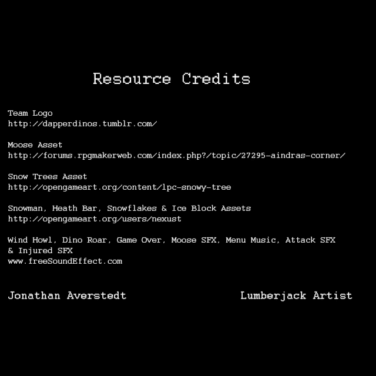 Resource Credits
Team Logo
http://dapperdinos.tumblr.com/
Moose Asset
http://forums.rpgmakerweb.com/index.php?/topic/27295-aindras-corner/
Snow Trees Asset
http://opengameart.org/content/lpc-snowy-tree
Snowman, Heath Bar, Snowflakes & Ice Block Assets
http://opengameart.org/users/nexust
Wind Howl, Dino Roar, Game Over, Moose SFX, Menu Music, Attack SFX
& Injured SFX
www.freeSoundEffect.com
Jonathan Averstedt Lumberjack Artist